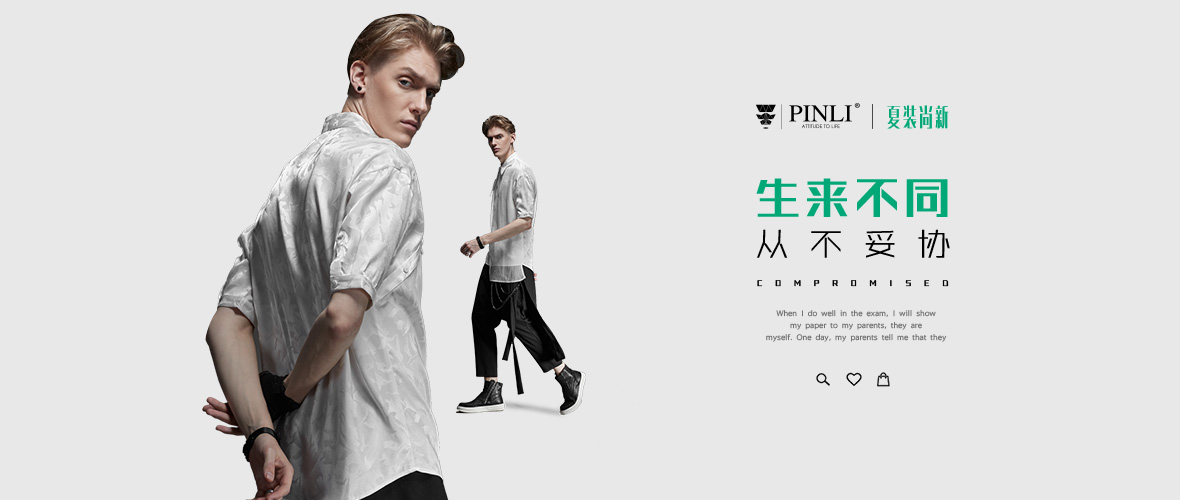 PINLI®
ATTITUDE TO LIFE
夏装尚新
生来不同
从不妥协
COMPROMISED
When I do well in the exam, I will show
my paper to my parents, they are
myself. One day, my parents tell me that they